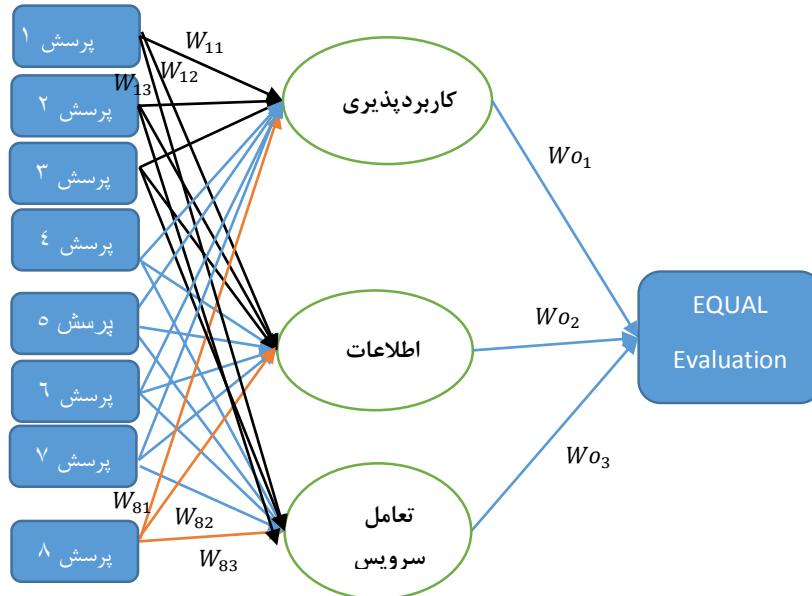 پرسش ۱
پرسش ۲
پرسش ۳
پرسش ٤
پرسش ٥
پرسش ٦
پرسش ۷
پرسش ۸
W₁₁
W₁₂
W₁₃
W₈₁
W₈₂
W₈₃
کاربردپذیری
اطلاعات
تعامل
سرویس
Wo₁
Wo₂
Wo₃
EQUAL
Evaluation